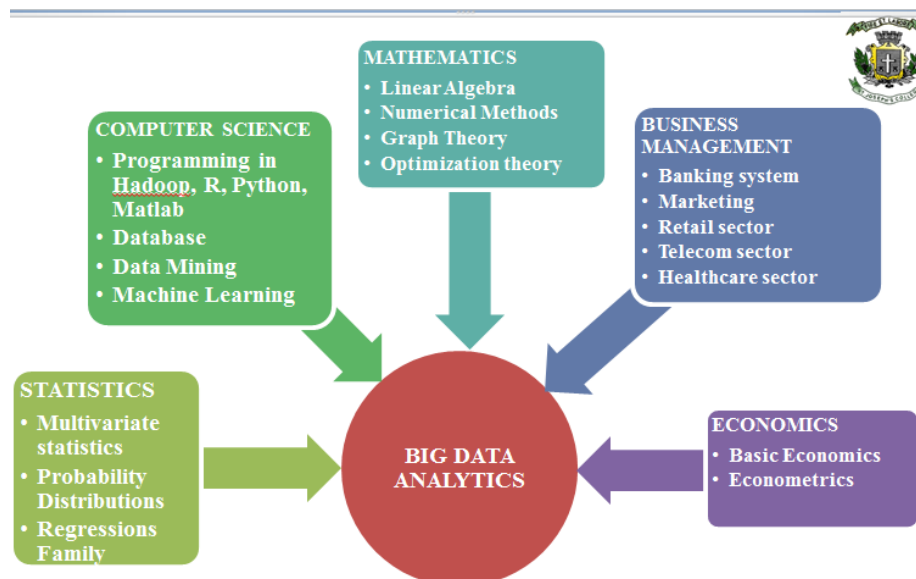 MATHEMATICS
• Linear Algebra
• Numerical Methods
• Graph Theory
• Optimization theory
COMPUTER SCIENCE
• Programming in
Hadoop, R, Python,
Matlab
• Database
• Data Mining
• Machine Learning
BUSINESS
MANAGEMENT
• Banking system
• Marketing
• Retail sector
• Telecom sector
• Healthcare sector
STATISTICS
• Multivariate
statistics
• Probability
Distributions
• Regressions
Family
BIG DATA
ANALYTICS
ECONOMICS
• Basic Economics
• Econometrics